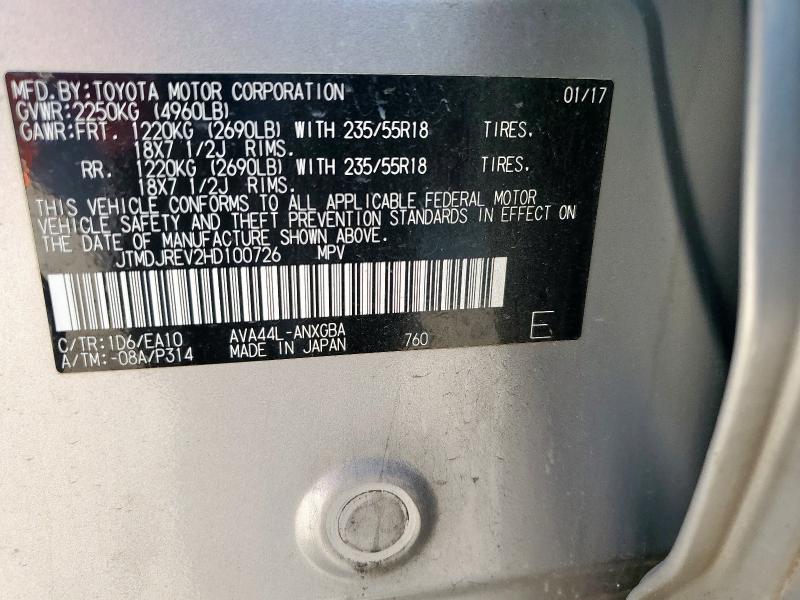 MFD.BY:TOYOTA MOTOR CORPORATION 01/17
GVWR:2250KG (4960LB)
GAWR:FRT. 1220KG (2690LB) WITH 235/55R18 TIRES.
18X7 1/2J RIMS.
RR. 1220KG (2690LB) WITH 235/55R18 TIRES.
18X7 1/2J RIMS.
THIS VEHICLE CONFORMS TO ALL APPLICABLE FEDERAL MOTOR
VEHICLE SAFETY AND THEFT PREVENTION STANDARDS IN EFFECT ON
THE DATE OF MANUFACTURE SHOWN ABOVE.
JTMDJREV2HD100726 MPV
C/TR:1D6/EA10 AVA44L-ANXGBA 760 E
A/TM:-08A/P314 MADE IN JAPAN